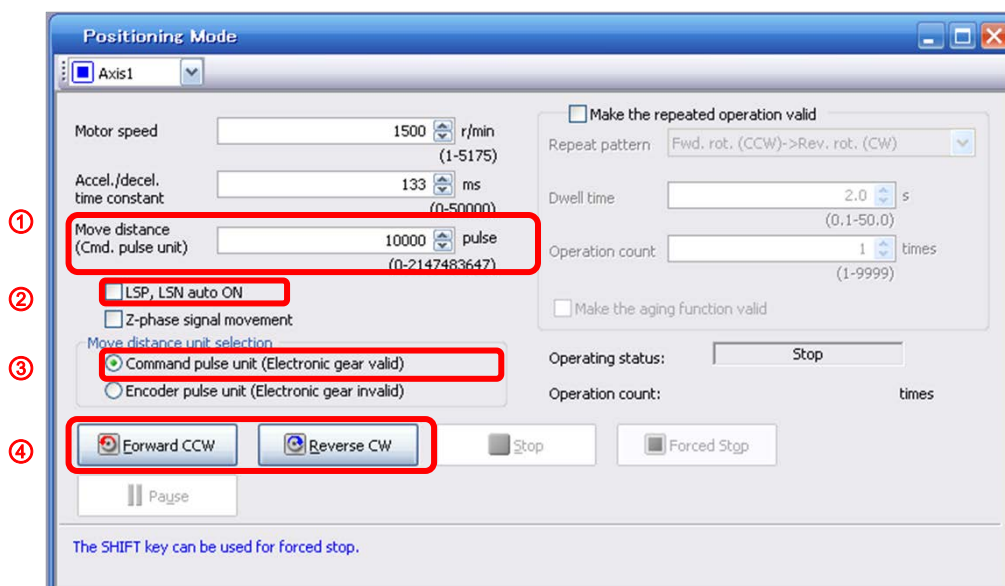 Positioning Mode
Axis1
Motor speed 1500 r/min
(1-5175)
Accel./decel.
time constant 133 ms
(0-50000)
① Move distance
(Cmd. pulse unit) 10000 pulse
(0-2147483647)
② LSP, LSN auto ON
Z-phase signal movement
Move distance unit selection
③ Command pulse unit (Electronic gear valid)
Encoder pulse unit (Electronic gear invalid)
Make the repeated operation valid
Repeat pattern Fwd. rot. (CCW)->Rev. rot. (CW)
Dwell time 2.0 s
(0.1-50.0)
Operation count 1 times
(1-9999)
Make the aging function valid
Operating status: Stop
Operation count: times
④ Forward CCW Reverse CW Stop Forced Stop
Pause
The SHIFT key can be used for forced stop.